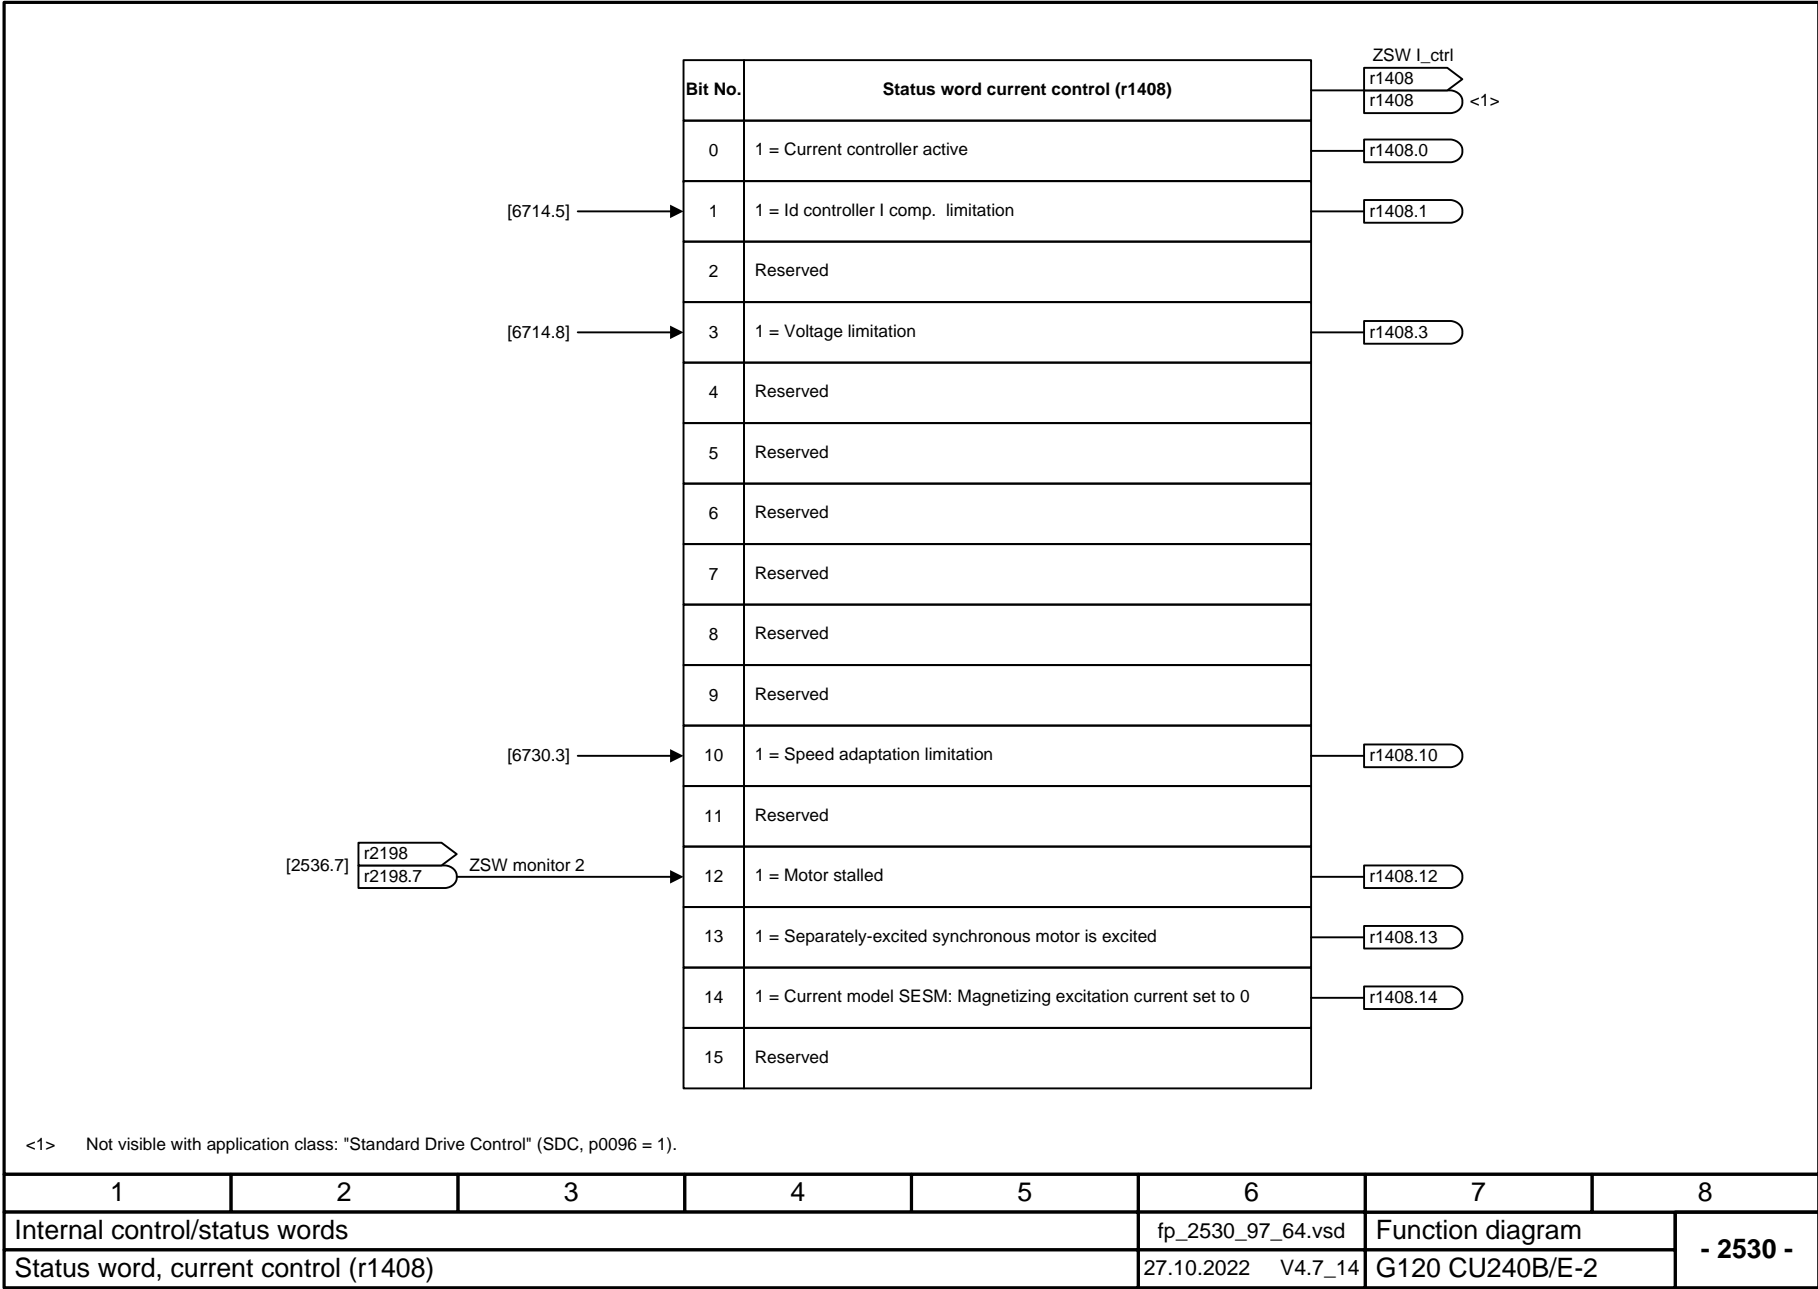 ZSW I_ctrl
Bit No. Status word current control (r1408) r1408
r1408 <1>
0 1 = Current controller active r1408.0
[6714.5] 1 1 = Id controller I comp. limitation r1408.1
2 Reserved
[6714.8] 3 1 = Voltage limitation r1408.3
4 Reserved
5 Reserved
6 Reserved
7 Reserved
8 Reserved
9 Reserved
[6730.3] 10 1 = Speed adaptation limitation r1408.10
11 Reserved
[2536.7] r2198
r2198.7 ZSW monitor 2 12 1 = Motor stalled r1408.12
13 1 = Separately-excited synchronous motor is excited r1408.13
14 1 = Current model SESM: Magnetizing excitation current set to 0 r1408.14
15 Reserved
<1> Not visible with application class: "Standard Drive Control" (SDC, p0096 = 1).
1 2 3 4 5 6 7 8
Internal control/status words fp_2530_97_64.vsd Function diagram - 2530 -
Status word, current control (r1408) 27.10.2022 V4.7_14 G120 CU240B/E-2